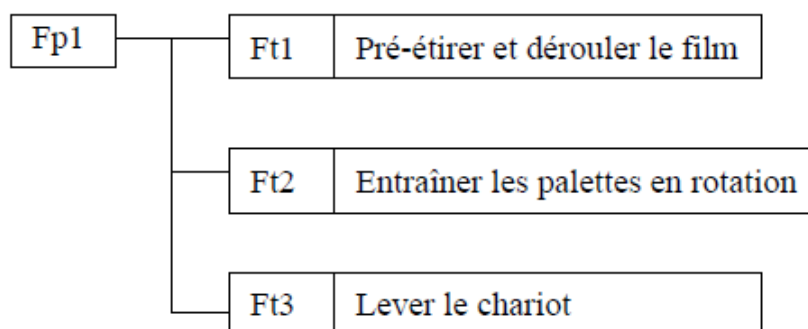 Fp1
Ft1 Pré-étirer et dérouler le film
Ft2 Entraîner les palettes en rotation
Ft3 Lever le chariot